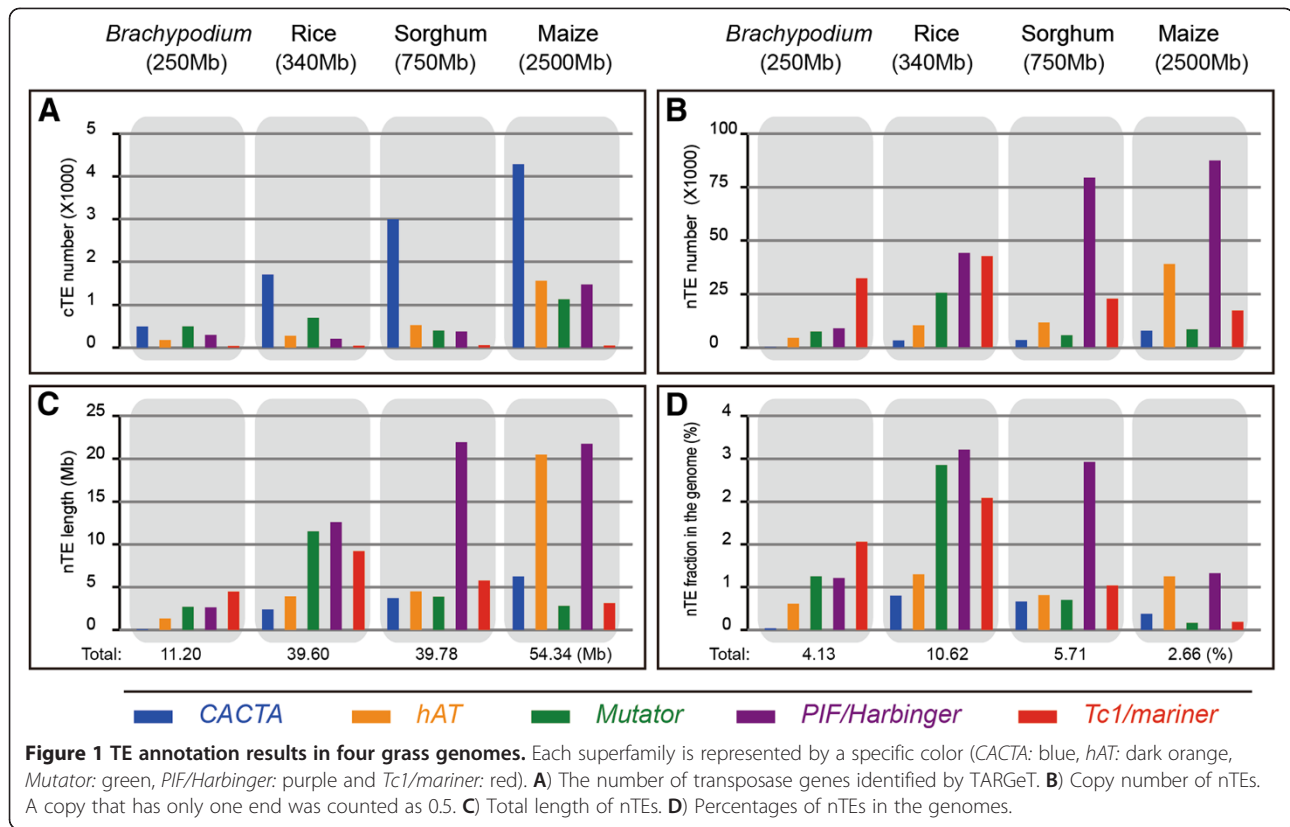 Brachypodium Rice Sorghum Maize
(250Mb) (340Mb) (750Mb) (2500Mb)
Brachypodium Rice Sorghum Maize
(250Mb) (340Mb) (750Mb) (2500Mb)
A
cTE number (X1000)
5
4
3
2
1
0
B
nTE number (X1000)
100
75
50
25
0
C
nTE length (Mb)
25
20
15
10
5
0
Total: 11.20 39.60 39.78 54.34 (Mb)
D
nTE fraction in the genome (%)
4
3
2
2
1
0
Total: 4.13 10.62 5.71 2.66 (%)
CACTA hAT Mutator PIF/Harbinger Tc1/mariner
Figure 1 TE annotation results in four grass genomes. Each superfamily is represented by a specific color (CACTA: blue, hAT: dark orange,
Mutator: green, PIF/Harbinger: purple and Tc1/mariner: red). A) The number of transposase genes identified by TARGeT. B) Copy number of nTEs.
A copy that has only one end was counted as 0.5. C) Total length of nTEs. D) Percentages of nTEs in the genomes.